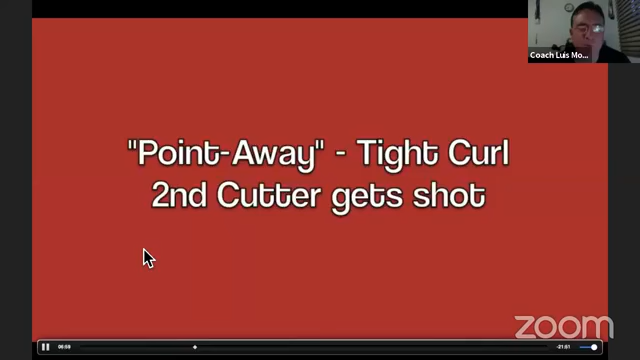 Coach Luis Mo...
"Point-Away" - Tight Curl
2nd Cutter gets shot
zoom
06:59
-21:51